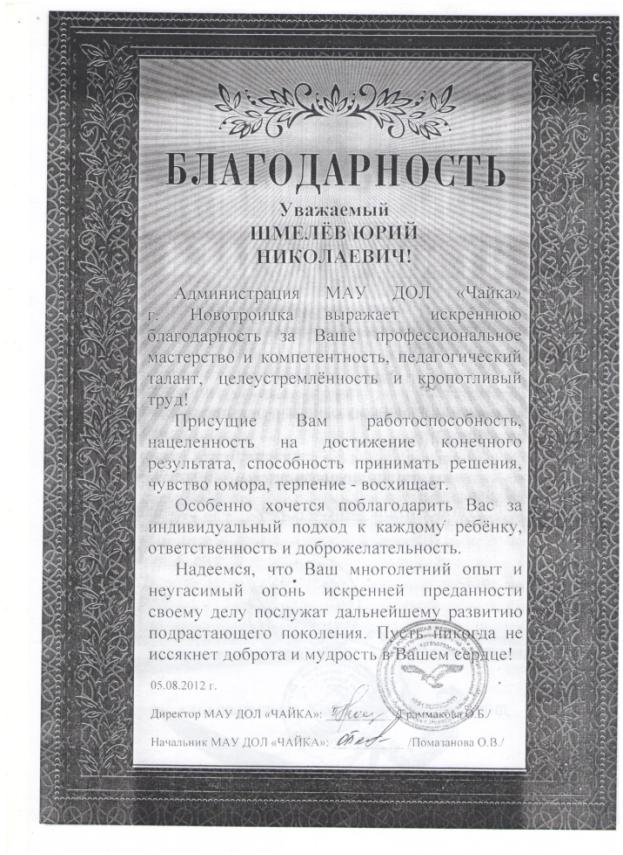 БЛАГОДАРНОСТЬ
Уважаемый
ШМЕЛЁВ ЮРИЙ
НИКОЛАЕВИЧ!
Администрация МАУ ДОЛ «Чайка»
г. Новотроицка выражает искреннюю
благодарность за Ваше профессиональное
мастерство и компетентность, педагогический
талант, целеустремлённость и кропотливый
труд!
Присущие Вам работоспособность,
нацеленность на достижение конечного
результата, способность принимать решения,
чувство юмора, терпение - восхищает.
Особенно хочется поблагодарить Вас за
индивидуальный подход к каждому ребёнку,
ответственность и доброжелательность.
Надеемся, что Ваш многолетний опыт и
неугасимый огонь искренней преданности
своему делу послужат дальнейшему развитию
подрастающего поколения. Пусть никогда не
иссякнет доброта и мудрость в Вашем сердце!
05.08.2012 г.
Директор МАУ ДОЛ «ЧАЙКА»: /Граммакова О.Б/
Начальник МАУ ДОЛ «ЧАЙКА»: /Помазанова О.В./